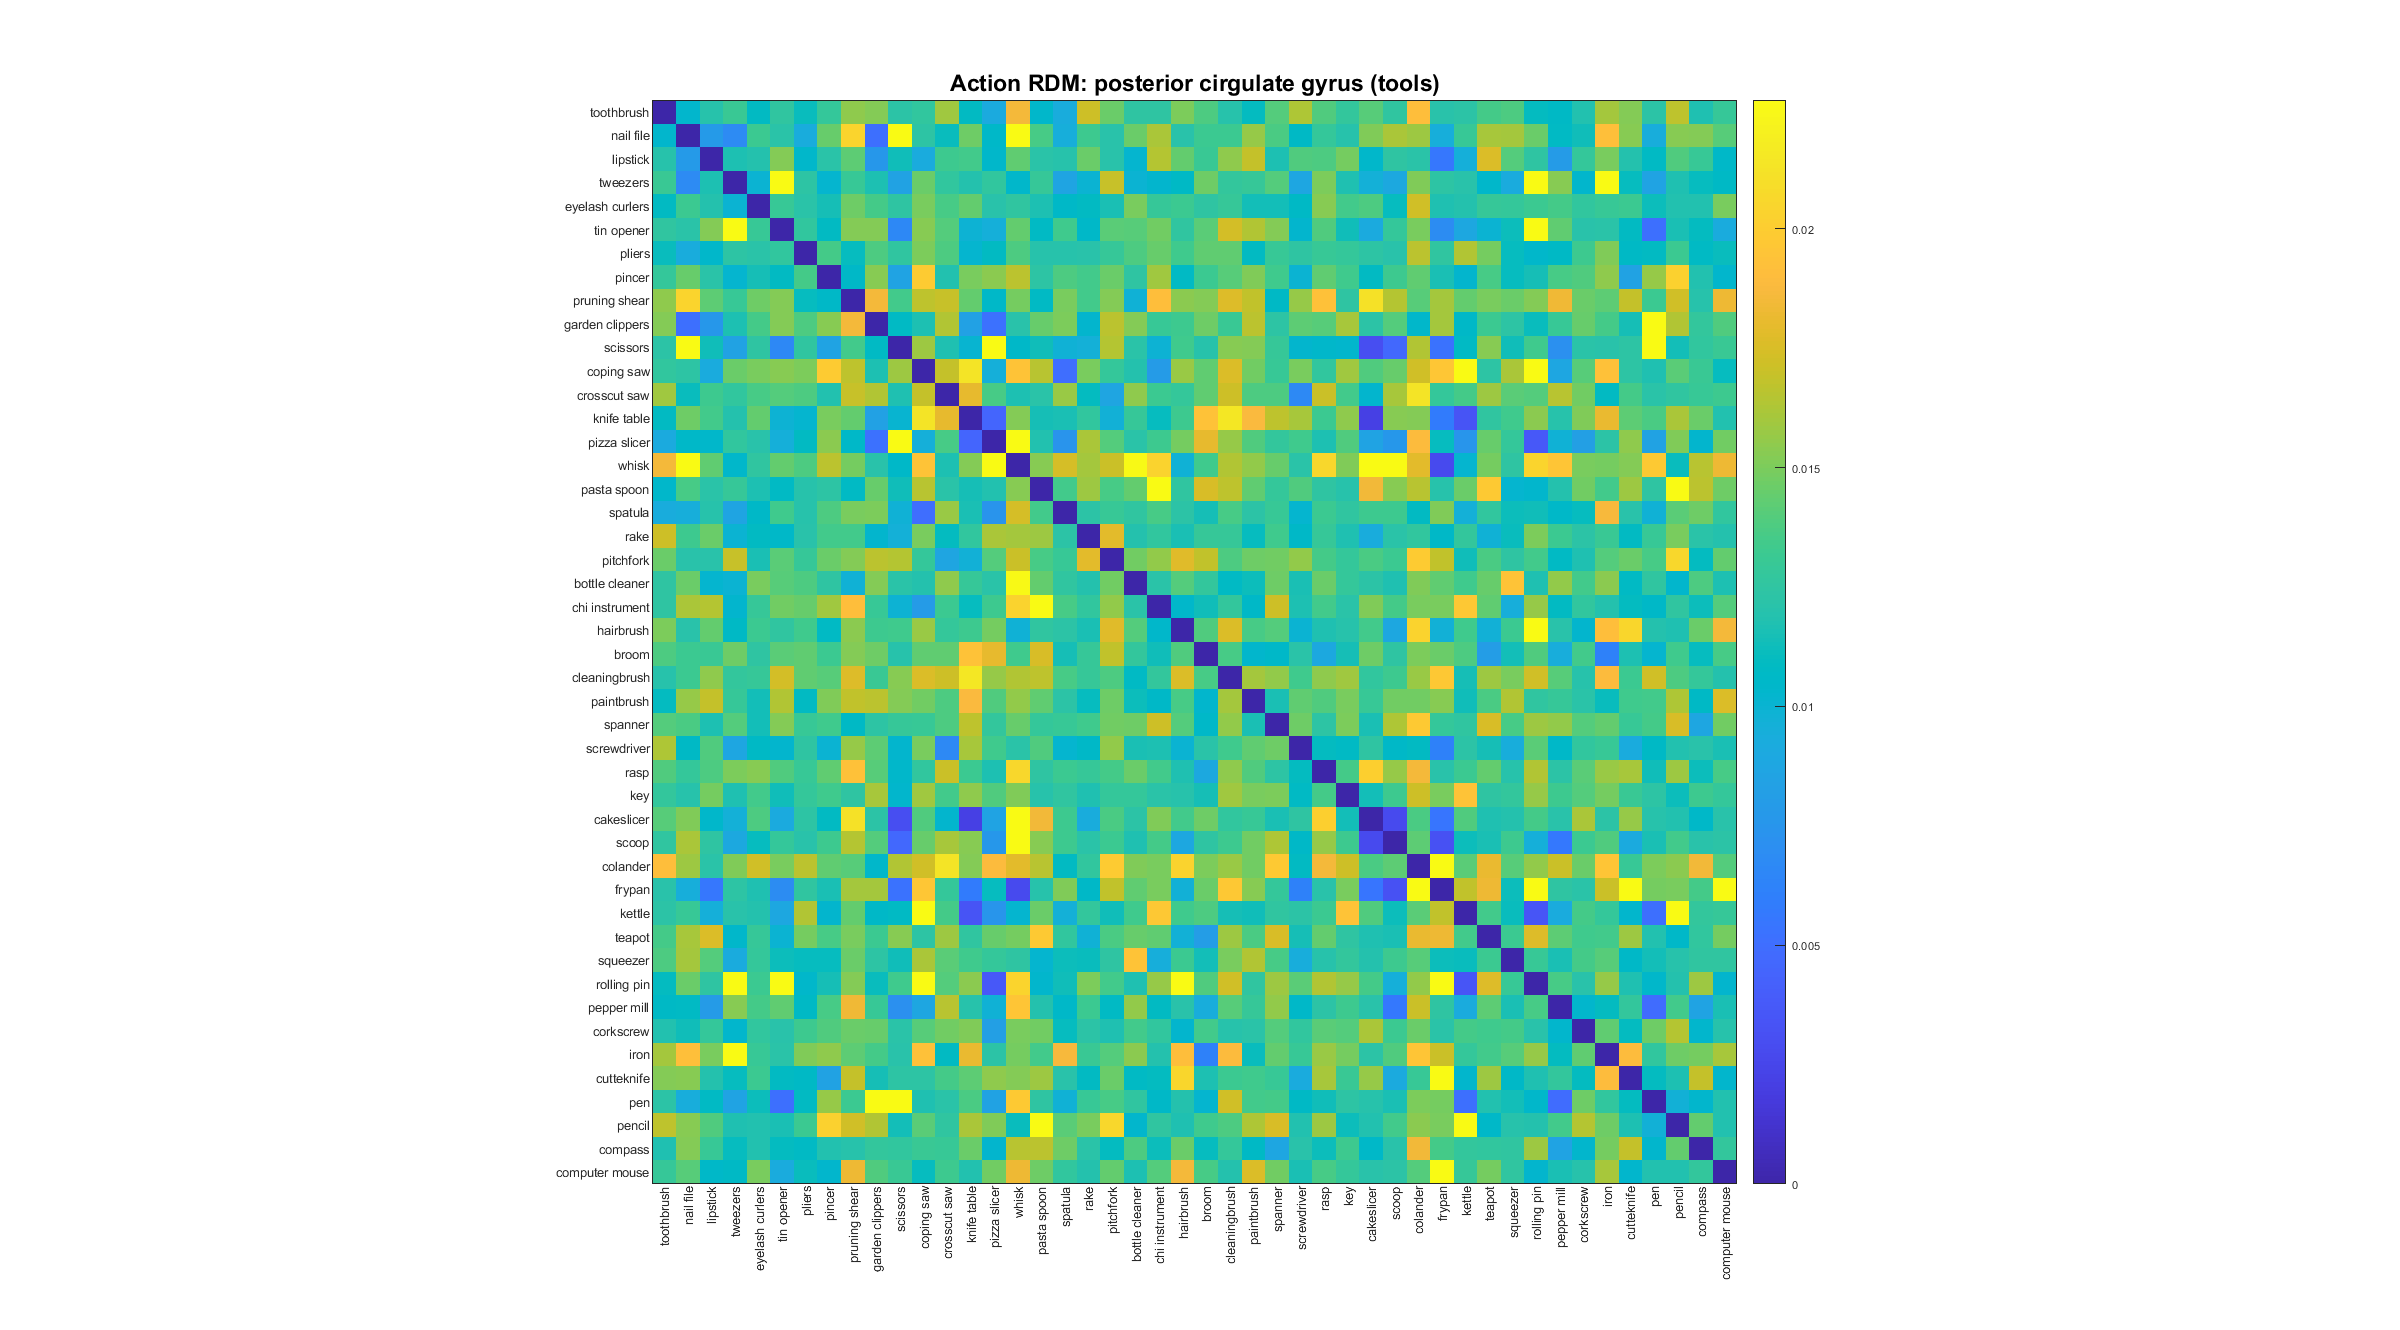 Action RDM: posterior cirgulate gyrus (tools)
toothbrush
nail file
lipstick
tweezers
eyelash curlers
tin opener
pliers
pincer
pruning shear
garden clippers
scissors
coping saw
crosscut saw
knife table
pizza slicer
whisk
pasta spoon
spatula
rake
pitchfork
bottle cleaner
chi instrument
hairbrush
broom
cleaningbrush
paintbrush
spanner
screwdriver
rasp
key
cakeslicer
scoop
colander
frypan
kettle
teapot
squeezer
rolling pin
pepper mill
corkscrew
iron
cutteknife
pen
pencil
compass
computer mouse
toothbrush
nail file
lipstick
tweezers
eyelash curlers
tin opener
pliers
pincer
pruning shear
garden clippers
scissors
coping saw
crosscut saw
knife table
pizza slicer
whisk
pasta spoon
spatula
rake
pitchfork
bottle cleaner
chi instrument
hairbrush
broom
cleaningbrush
paintbrush
spanner
screwdriver
rasp
key
cakeslicer
scoop
colander
frypan
kettle
teapot
squeezer
rolling pin
pepper mill
corkscrew
iron
cutteknife
pen
pencil
compass
computer mouse
0.02
0.015
0.01
0.005
0